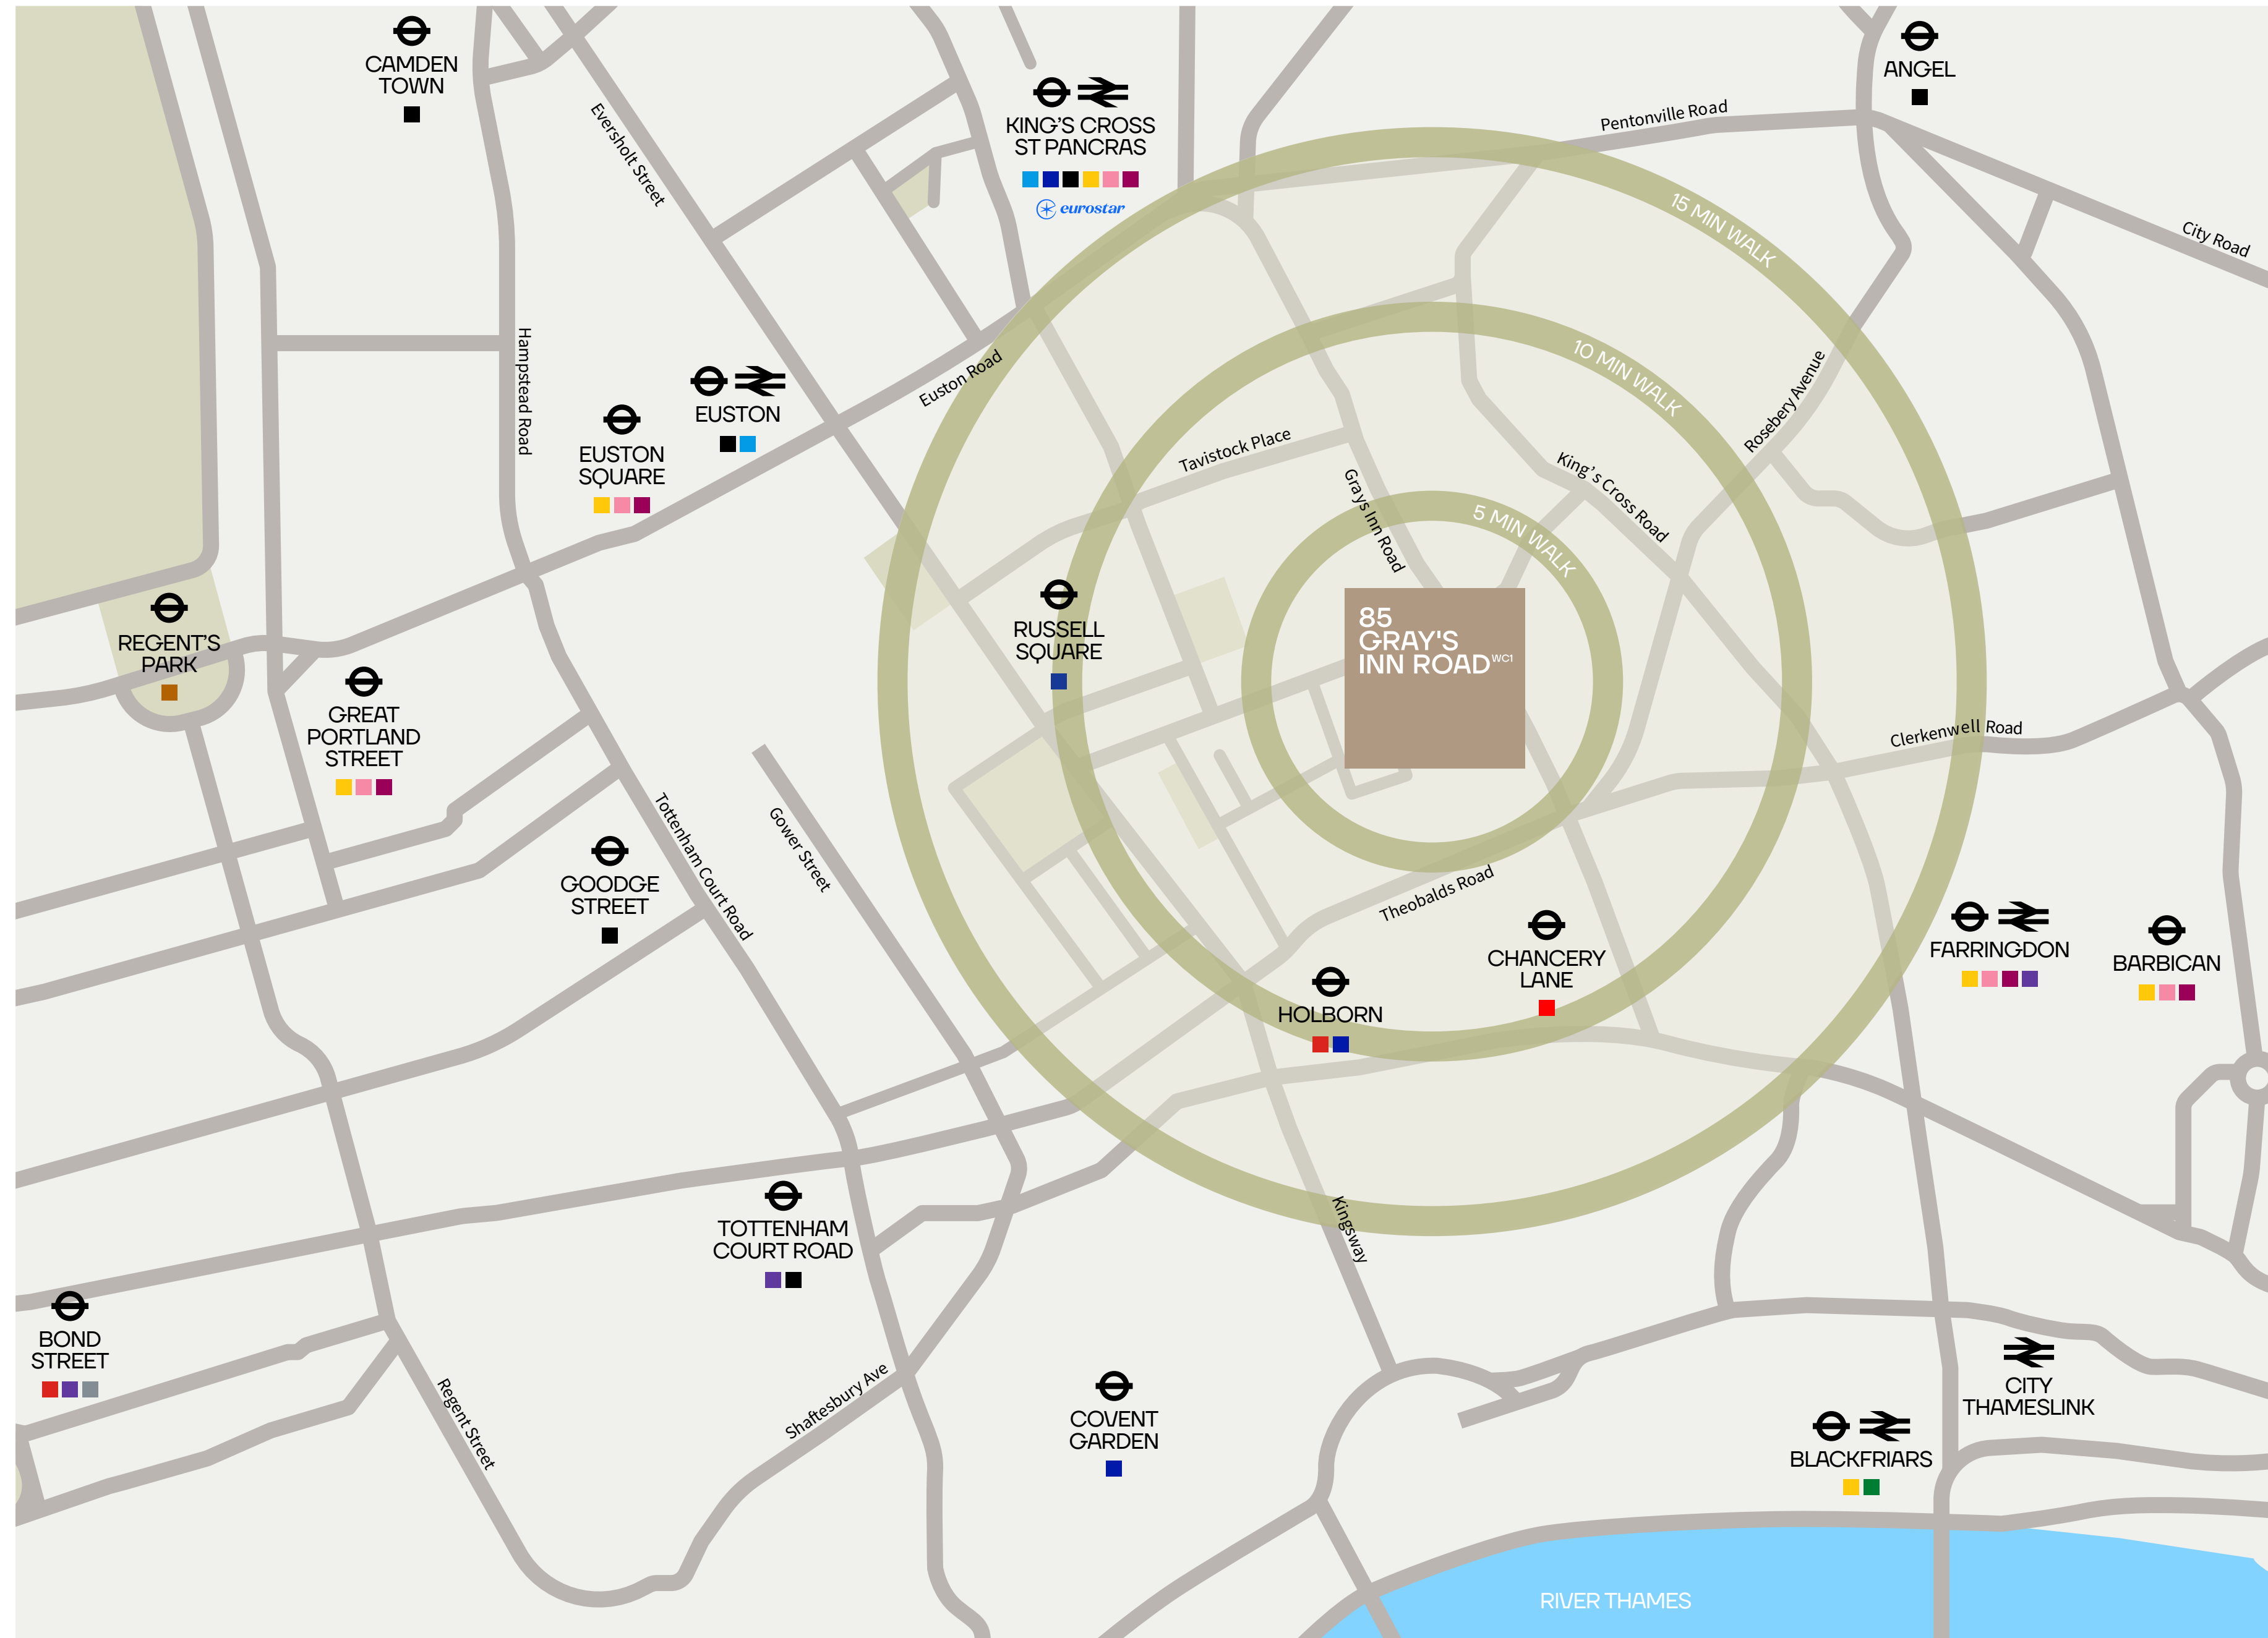 CAMDEN
TOWN
ANGEL
KING'S CROSS
ST PANCRAS
eurostar
Pentonville Road
Eversholt Street
15 MIN WALK
City Road
Hampstead Road
Euston Road
10 MIN WALK
Rosebery Avenue
EUSTON
EUSTON
SQUARE
Tavistock Place
King's Cross Road
Grays Inn Road
5 MIN WALK
REGENT'S
PARK
RUSSELL
SQUARE
85
GRAY'S
INN ROAD WC1
GREAT
PORTLAND
STREET
Clerkenwell Road
Tottenham Court Road
Gower Street
GOODGE
STREET
Theobalds Road
CHANCERY
LANE
FARRINGDON
BARBICAN
HOLBORN
TOTTENHAM
COURT ROAD
Kingsway
BOND
STREET
Regent Street
Shaftesbury Ave
COVENT
GARDEN
CITY
THAMESLINK
BLACKFRIARS
RIVER THAMES